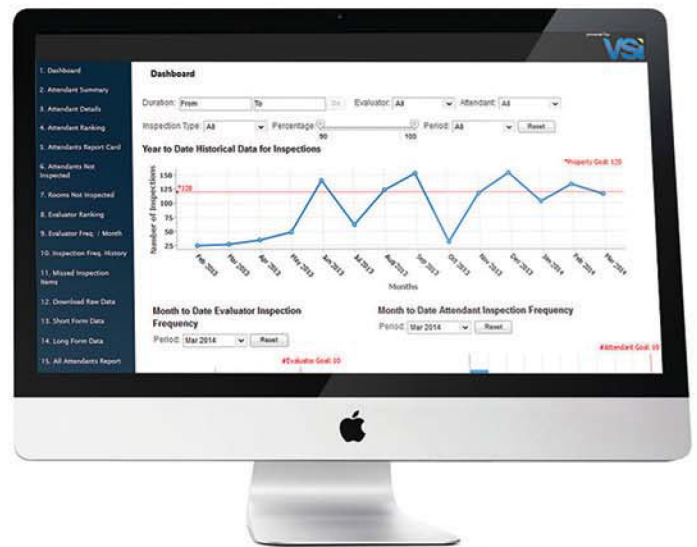 powered by
VSi
1. Dashboard
2. Attendant Summary
3. Attendant Details
4. Attendant Ranking
5. Attendants Report Card
6. Attendants Not
Inspected
7. Rooms Not Inspected
8. Evaluator Ranking
9. Evaluator Freq. / Month
10. Inspection Freq. History
11. Missed Inspection
Items
12. Download Raw Data
13. Short Form Data
14. Long Form Data
15. All Attendants Report
Dashboard
Duration: From To Evaluator: All Attendant: All
Inspection Type: All Percentage 90 100 Period: All Reset
Year to Date Historical Data for Inspections
*Property Goal: 120
*120
Number of Inspections
150
125
100
75
50
25
Feb 2013
Mar 2013
Apr 2013
May 2013
Jun 2013
Jul 2013
Aug 2013
Sep 2013
Oct 2013
Nov 2013
Dec 2013
Jan 2014
Feb 2014
Mar 2014
Months
Month to Date Evaluator Inspection
Frequency
Period: Mar 2014 Reset
#Evaluator Goal: 10
Month to Date Attendant Inspection Frequency
Period: Mar 2014 Reset
#Attendant Goal: 10